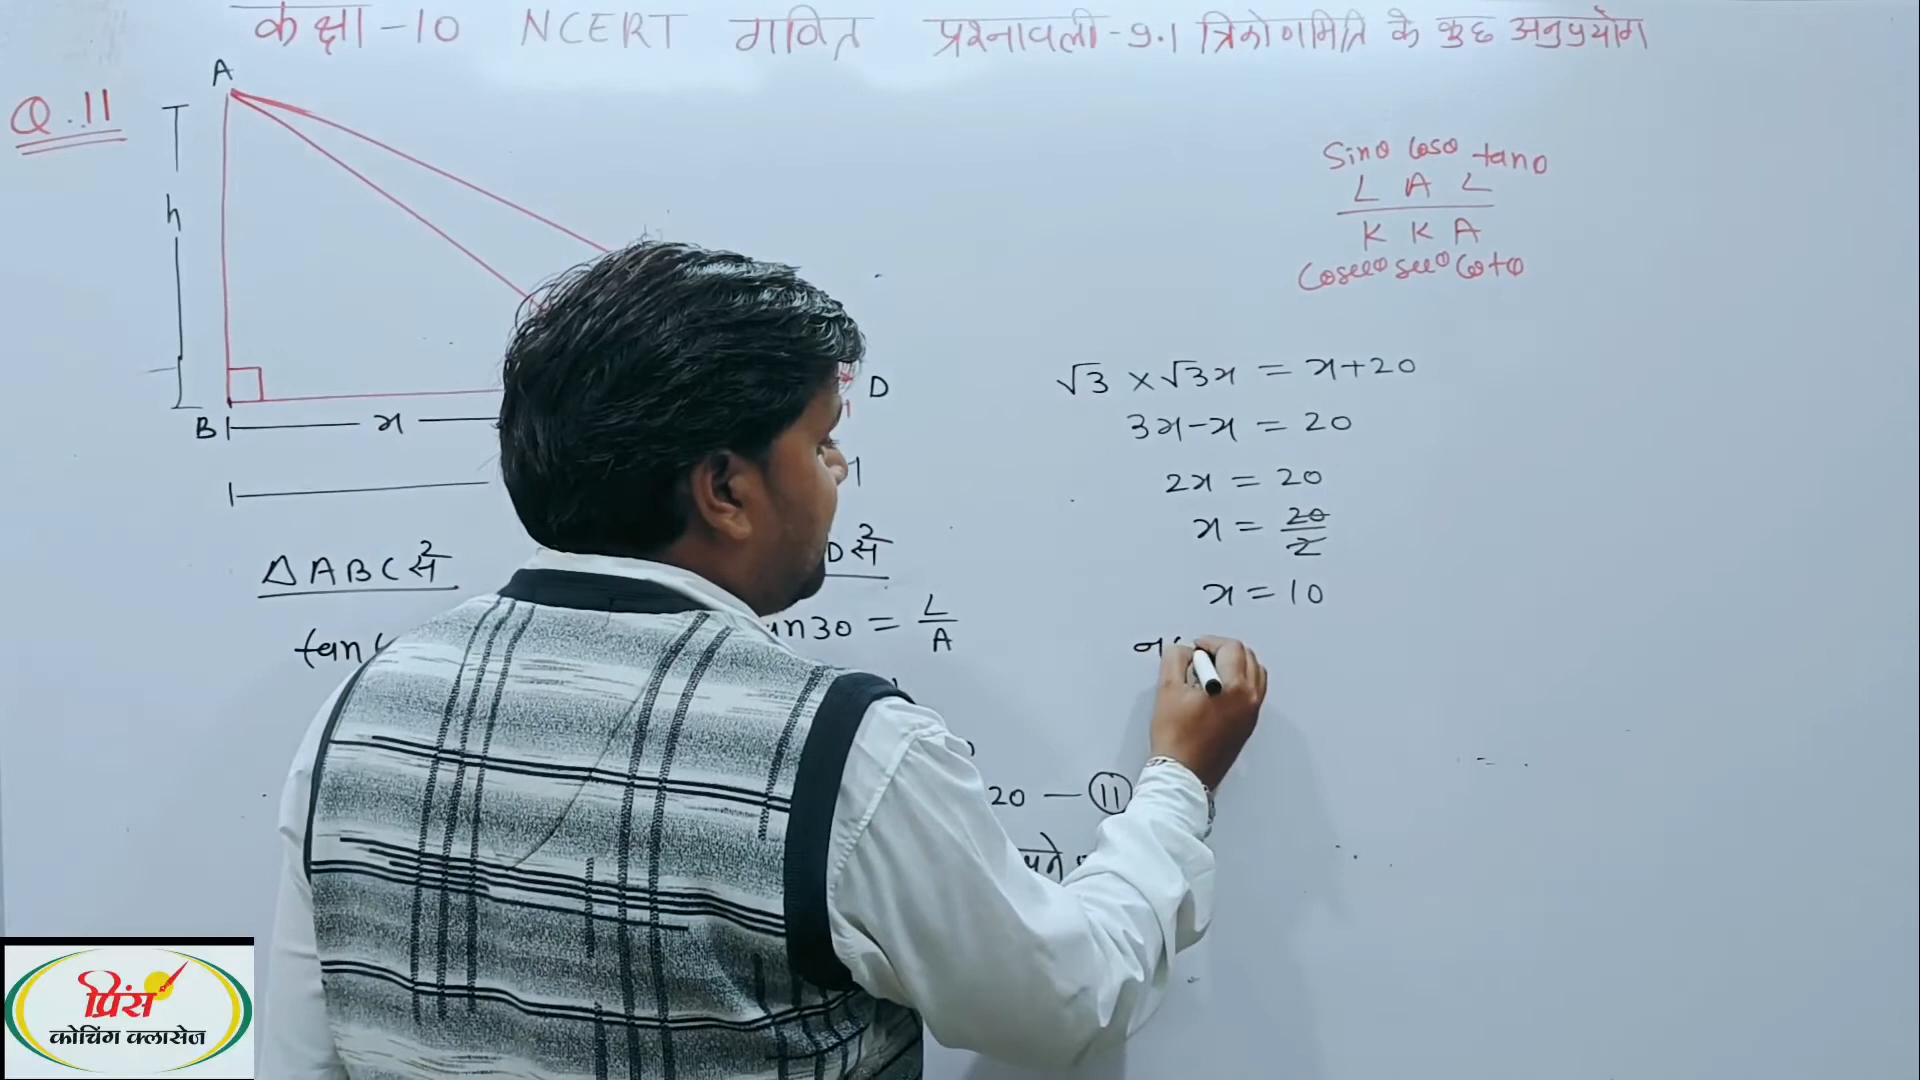 कक्षा-10 NCERT गणित प्रश्नावली-9.1 त्रिकोणमिति के कुछ अनुप्रयोग
Q.11
A
h
B
x
D
Sinθ Cosθ tanθ
L A L
K K A
Cosecθ secθ Cotθ
△ABC से
tan
D से
tan30 = L/A
20 — (11)
√3 × √3x = x+20
3x-x = 20
2x = 20
x = 20/2
x = 10
प्रिंस
कोचिंग क्लासेज